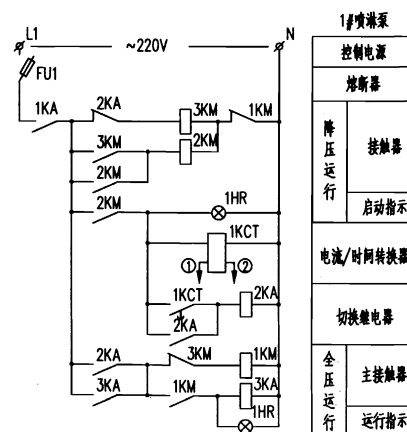 L1
~220V
N
FU1
1KA
2KA
3KM
1KM
3KM
2KM
2KM
2KM
1HR
1KCT
① ②
1KCT
2KA
2KA
2KA
3KM
1KM
3KA
1KM
3KA
1HR
1#喷淋泵
控制电源
熔断器
降压运行
接触器
启动指示
电流/时间转换器
切换继电器
全压运行
主接触器
运行指示